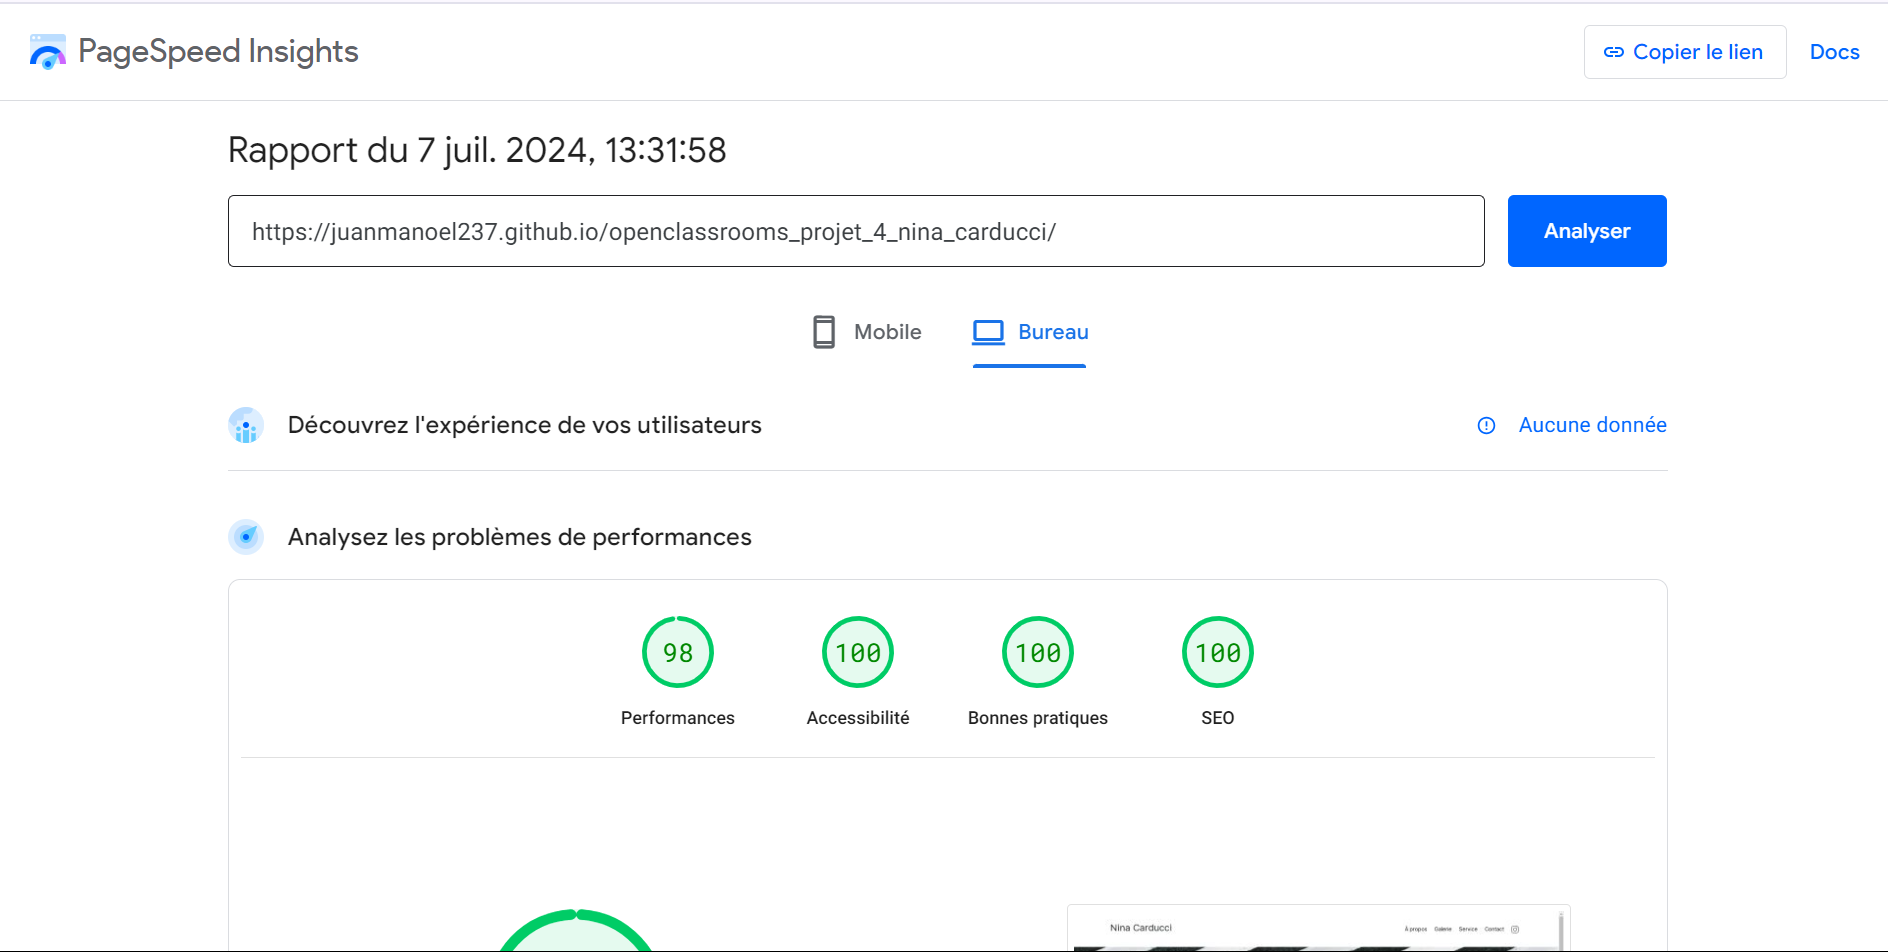 PageSpeed Insights
Copier le lien
Docs
Rapport du 7 juil. 2024, 13:31:58
https://juanmanoel237.github.io/openclassrooms_projet_4_nina_carducci/
Analyser
Mobile
Bureau
Découvrez l'expérience de vos utilisateurs
Aucune donnée
Analysez les problèmes de performances
98
100
100
100
Performances
Accessibilité
Bonnes pratiques
SEO
Nina Carducci
À propos
Galerie
Service
Contact